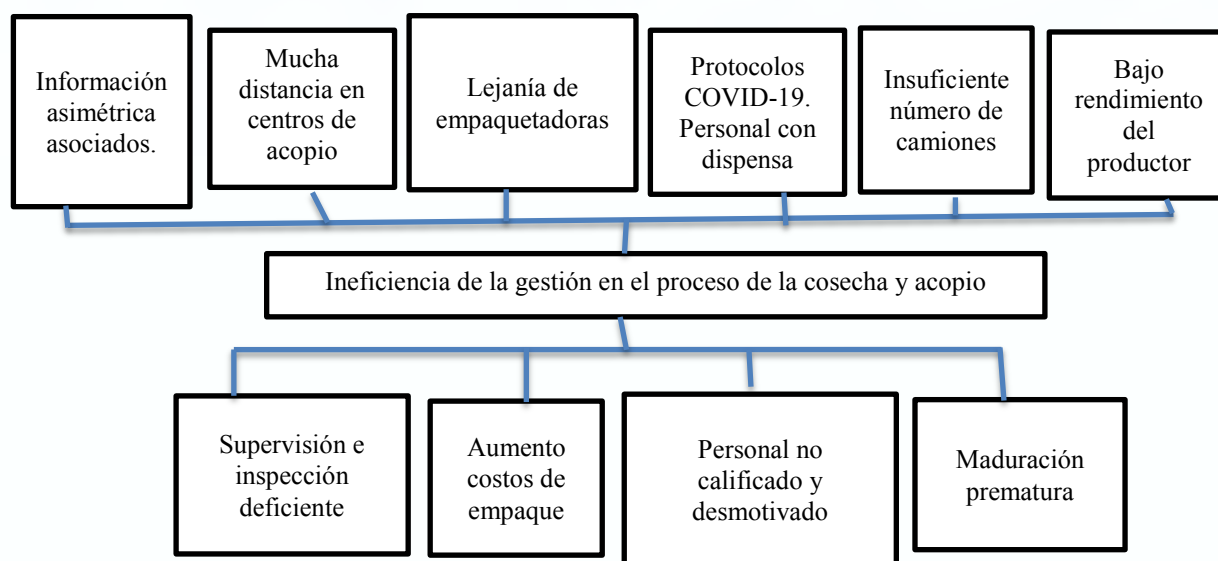 Información
asimétrica
asociados.
Mucha
distancia en
centros de
acopio
Lejanía de
empaquetadoras
Protocolos
COVID-19.
Personal con
dispensa
Insuficiente
número de
camiones
Bajo
rendimiento
del
productor
Ineficiencia de la gestión en el proceso de la cosecha y acopio
Supervisión e
inspección
deficiente
Aumento
costos de
empaque
Personal no
calificado y
desmotivado
Maduración
prematura